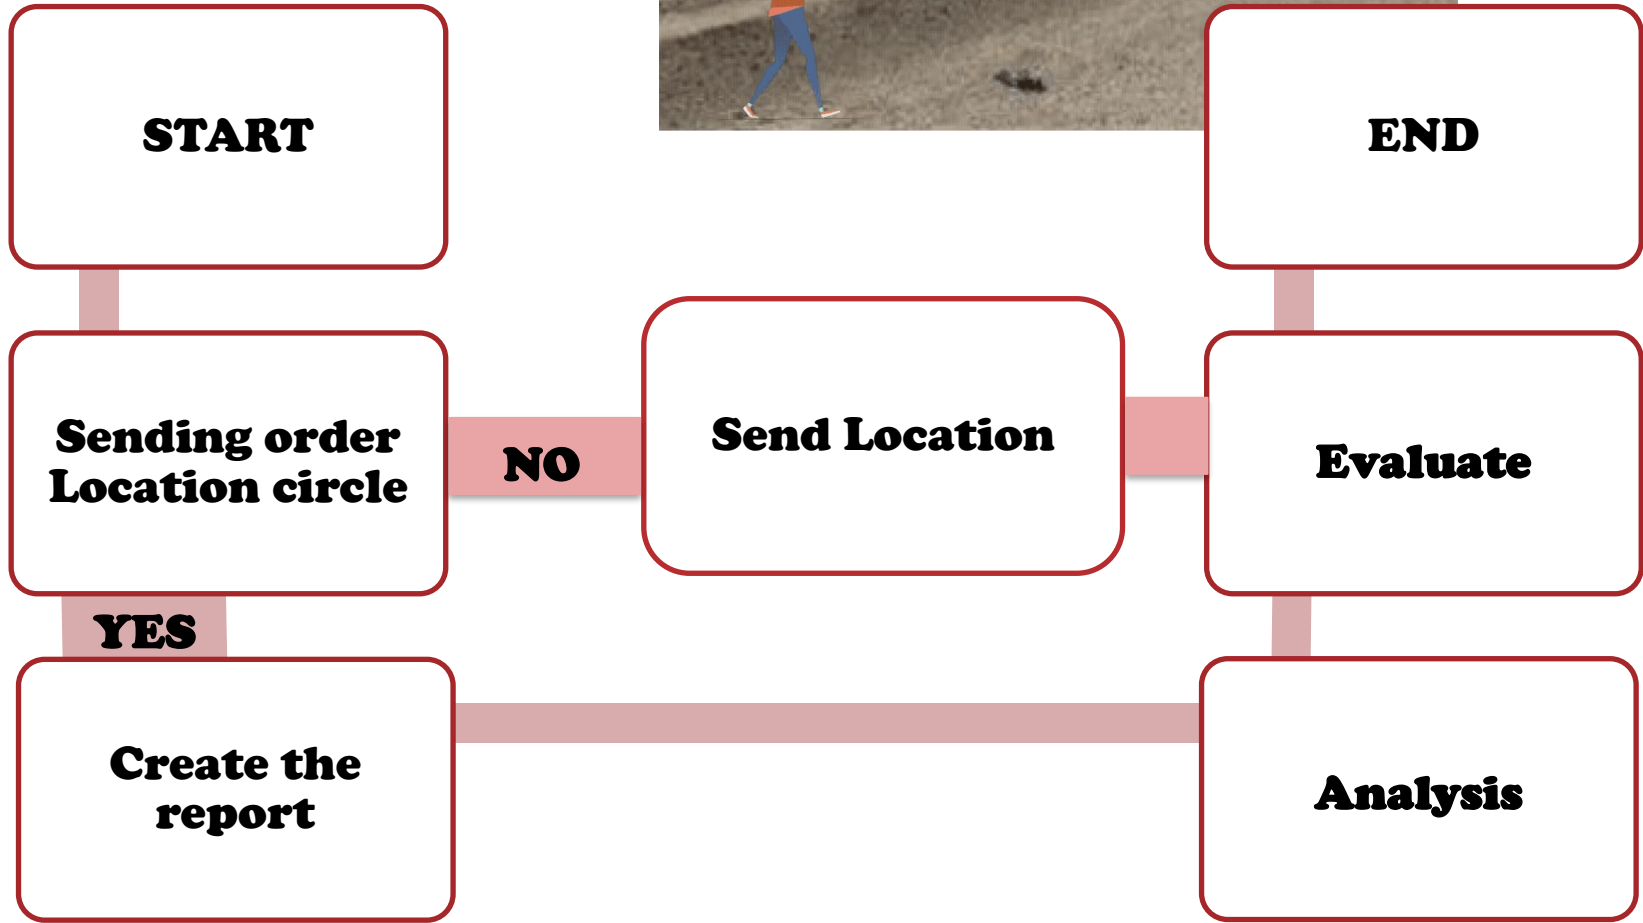 START
END
Sending order
Location circle
NO
Send Location
Evaluate
YES
Create the
report
Analysis